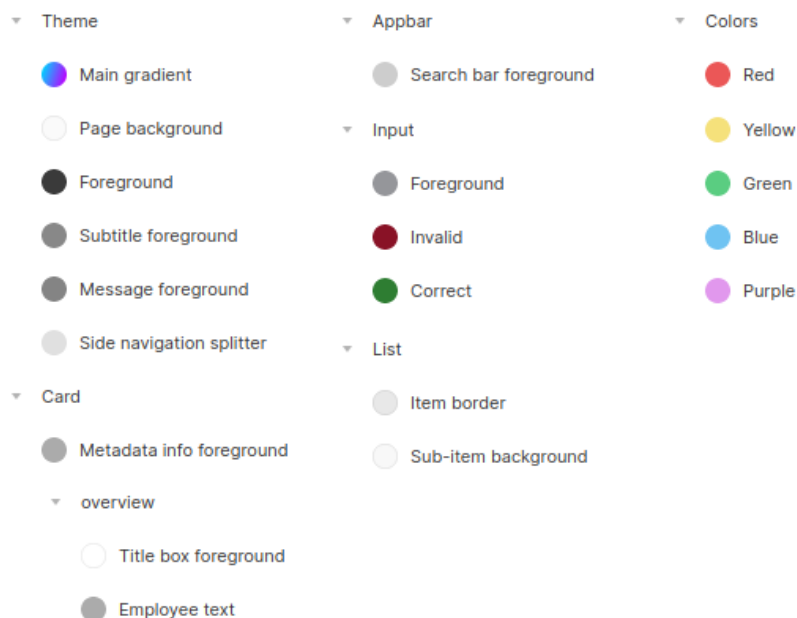 Theme
Main gradient
Page background
Foreground
Subtitle foreground
Message foreground
Side navigation splitter
Card
Metadata info foreground
overview
Title box foreground
Employee text
Appbar
Search bar foreground
Input
Foreground
Invalid
Correct
List
Item border
Sub-item background
Colors
Red
Yellow
Green
Blue
Purple